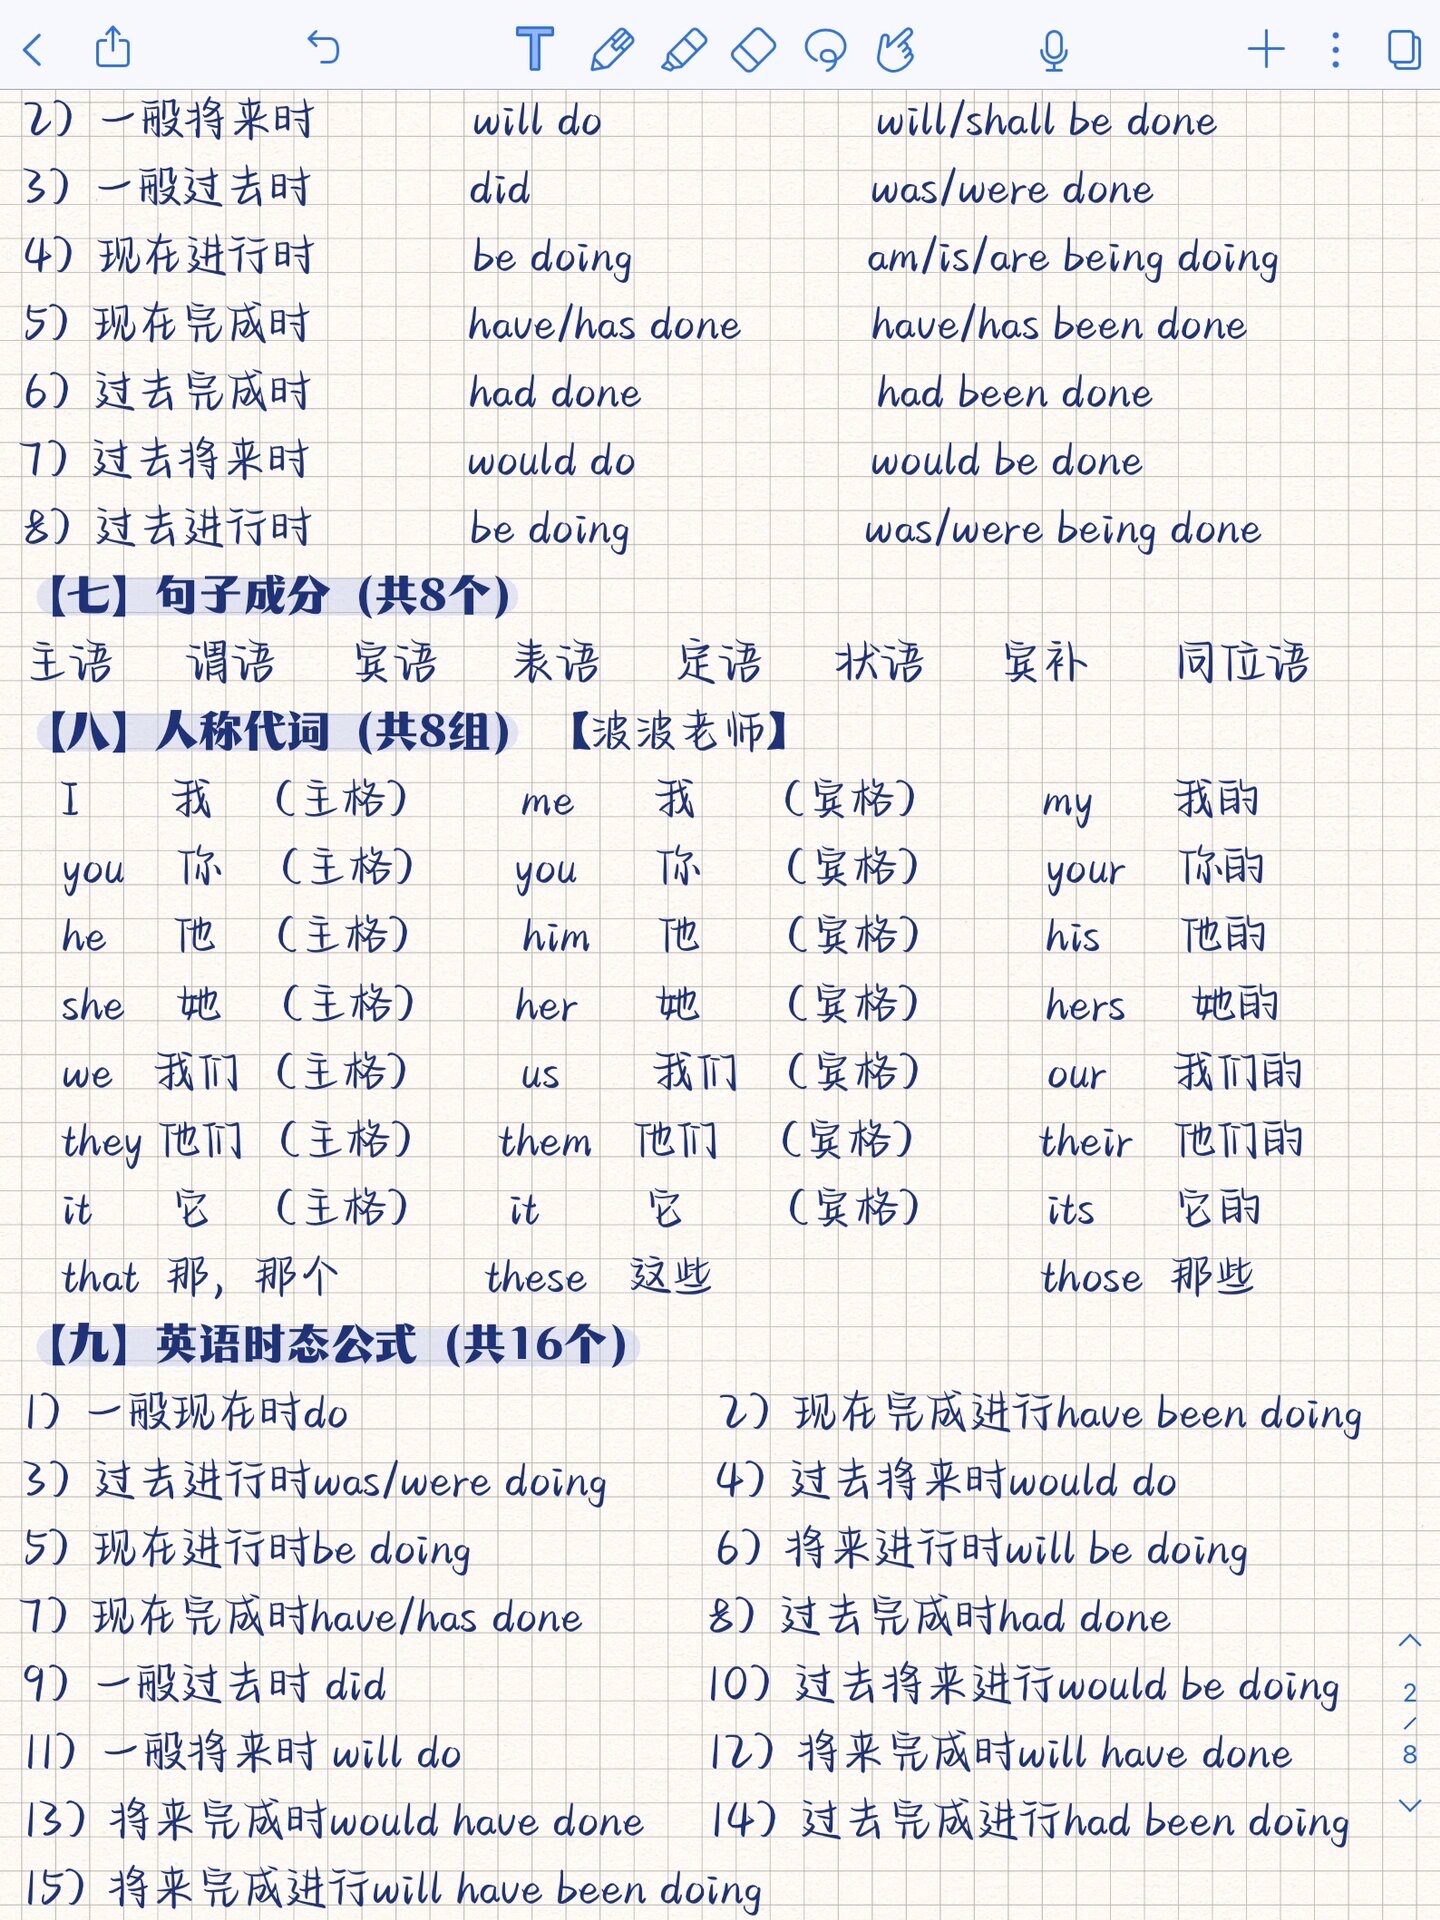 2）一般将来时 will do will/shall be done
3）一般过去时 did was/were done
4）现在进行时 be doing am/is/are being doing
5）现在完成时 have/has done have/has been done
6）过去完成时 had done had been done
7）过去将来时 would do would be done
8）过去进行时 be doing was/were being done
【七】句子成分（共8个）
主语 谓语 宾语 表语 定语 状语 宾补 同位语
【八】人称代词（共8组）【波波老师】
I 我 （主格） me 我 （宾格） my 我的
you 你 （主格） you 你 （宾格） your 你的
he 他 （主格） him 他 （宾格） his 他的
she 她 （主格） her 她 （宾格） hers 她的
we 我们 （主格） us 我们 （宾格） our 我们的
they 他们 （主格） them 他们 （宾格） their 他们的
it 它 （主格） it 它 （宾格） its 它的
that 那，那个 these 这些 those 那些
【九】英语时态公式（共16个）
1）一般现在时do 2）现在完成进行have been doing
3）过去进行时was/were doing 4）过去将来时would do
5）现在进行时be doing 6）将来进行时will be doing
7）现在完成时have/has done 8）过去完成时had done
9）一般过去时 did 10）过去将来进行would be doing
11）一般将来时 will do 12）将来完成时will have done
13）将来完成时would have done 14）过去完成进行had been doing
15）将来完成进行will have been doing
2/8